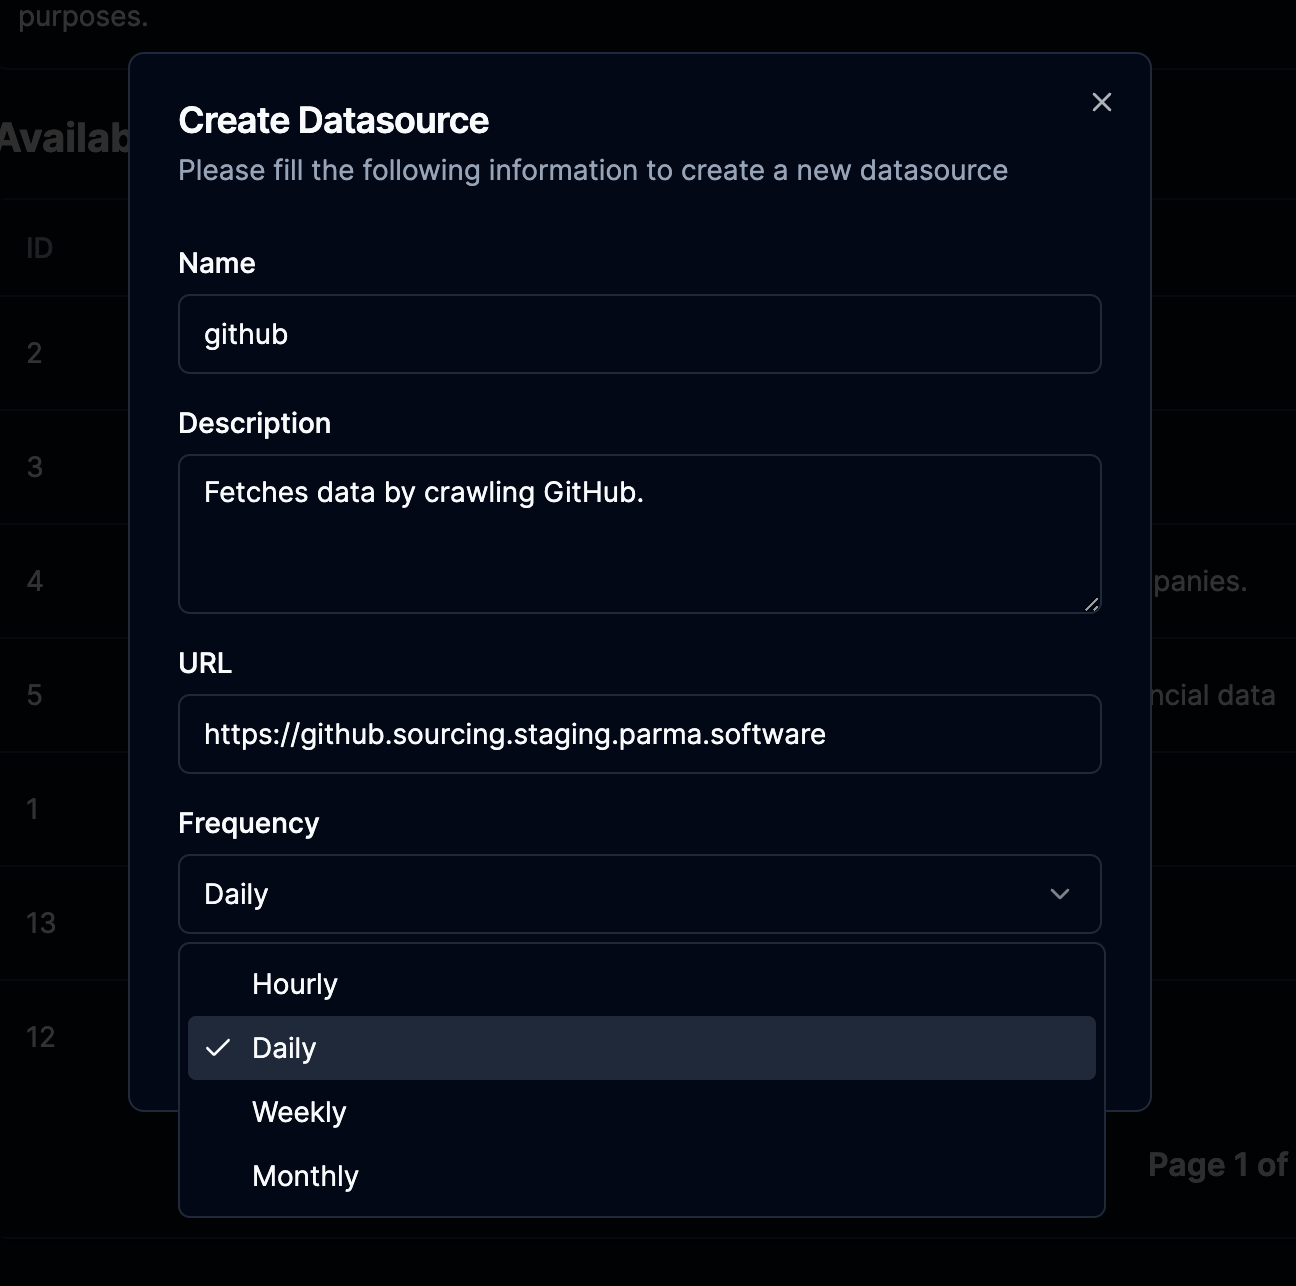 purposes.
Availab
ID
2
3
4
panies.
5
ncial data
1
13
12
Page 1 of
Create Datasource
Please fill the following information to create a new datasource
Name
github
Description
Fetches data by crawling GitHub.
URL
https://github.sourcing.staging.parma.software
Frequency
Daily
Hourly
Daily
Weekly
Monthly